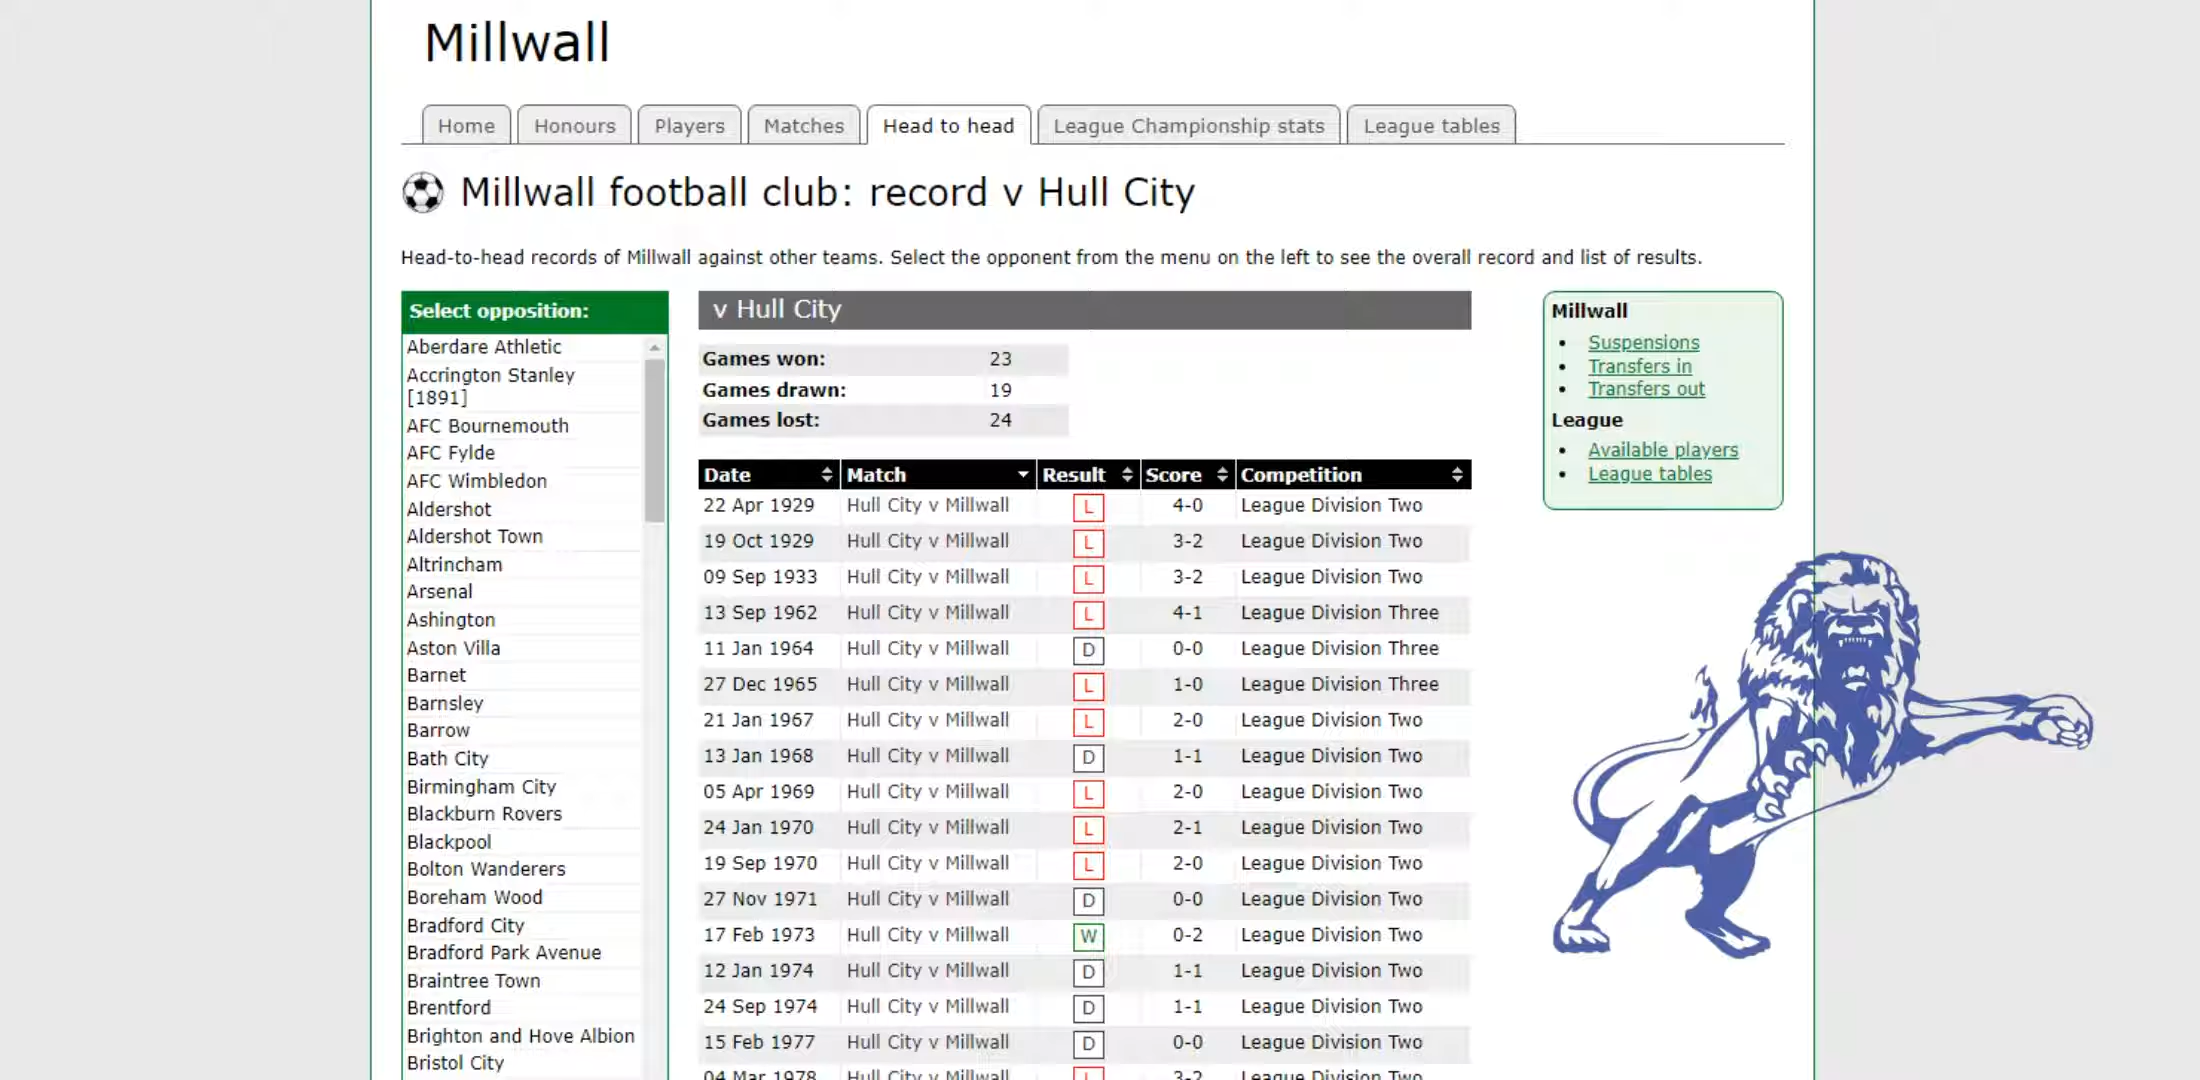 Millwall
Home Honours Players Matches Head to head League Championship stats League tables
Millwall football club: record v Hull City
Head-to-head records of Millwall against other teams. Select the opponent from the menu on the left to see the overall record and list of results.
Select opposition:
Aberdare Athletic
Accrington Stanley
[1891]
AFC Bournemouth
AFC Fylde
AFC Wimbledon
Aldershot
Aldershot Town
Altrincham
Arsenal
Ashington
Aston Villa
Barnet
Barnsley
Barrow
Bath City
Birmingham City
Blackburn Rovers
Blackpool
Bolton Wanderers
Boreham Wood
Bradford City
Bradford Park Avenue
Braintree Town
Brentford
Brighton and Hove Albion
Bristol City
v Hull City
Games won: 23
Games drawn: 19
Games lost: 24
Date Match Result Score Competition
22 Apr 1929 Hull City v Millwall L 4-0 League Division Two
19 Oct 1929 Hull City v Millwall L 3-2 League Division Two
09 Sep 1933 Hull City v Millwall L 3-2 League Division Two
13 Sep 1962 Hull City v Millwall L 4-1 League Division Three
11 Jan 1964 Hull City v Millwall D 0-0 League Division Three
27 Dec 1965 Hull City v Millwall L 1-0 League Division Three
21 Jan 1967 Hull City v Millwall L 2-0 League Division Two
13 Jan 1968 Hull City v Millwall D 1-1 League Division Two
05 Apr 1969 Hull City v Millwall L 2-0 League Division Two
24 Jan 1970 Hull City v Millwall L 2-1 League Division Two
19 Sep 1970 Hull City v Millwall L 2-0 League Division Two
27 Nov 1971 Hull City v Millwall D 0-0 League Division Two
17 Feb 1973 Hull City v Millwall W 0-2 League Division Two
12 Jan 1974 Hull City v Millwall D 1-1 League Division Two
24 Sep 1974 Hull City v Millwall D 1-1 League Division Two
15 Feb 1977 Hull City v Millwall D 0-0 League Division Two
04 Mar 1978 Hull City v Millwall L 3-2 League Division Two
Millwall
Suspensions
Transfers in
Transfers out
League
Available players
League tables